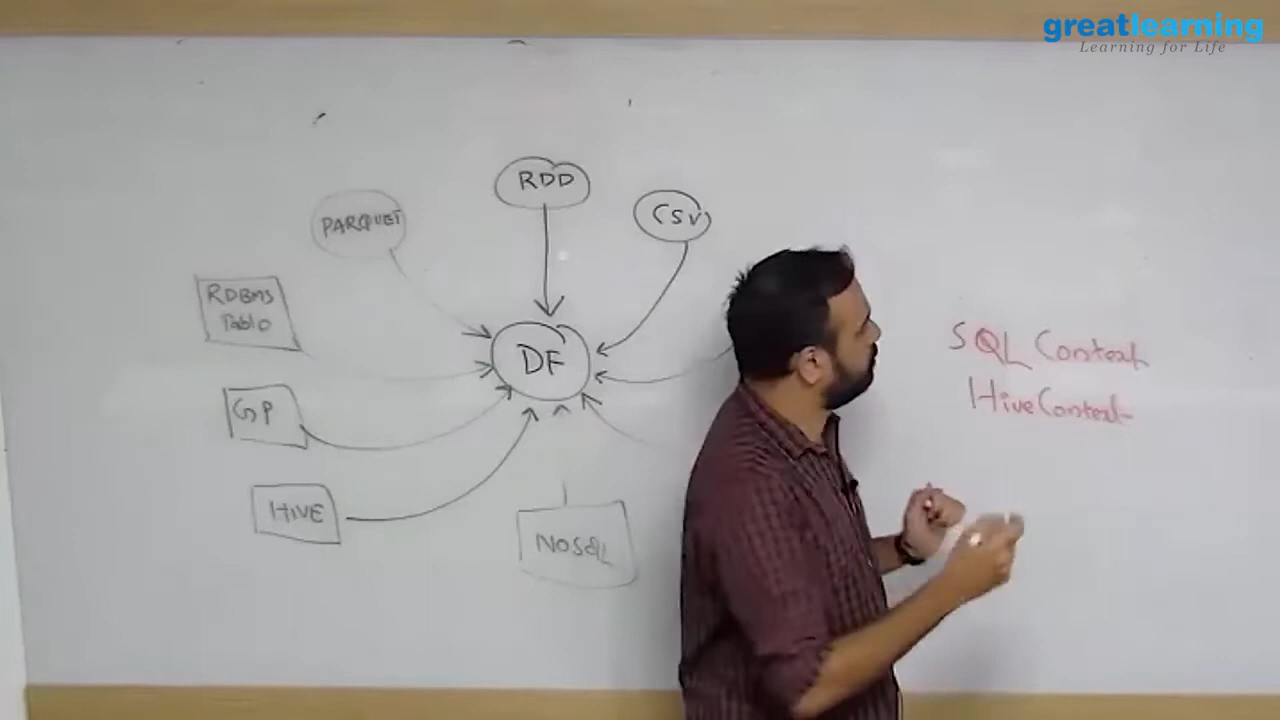 greatlearning
Learning for Life
RDD
PARQUET
CSV
RDBMS
Table
DF
SQL Context
HiveContext
GP
HIVE
NOSQL